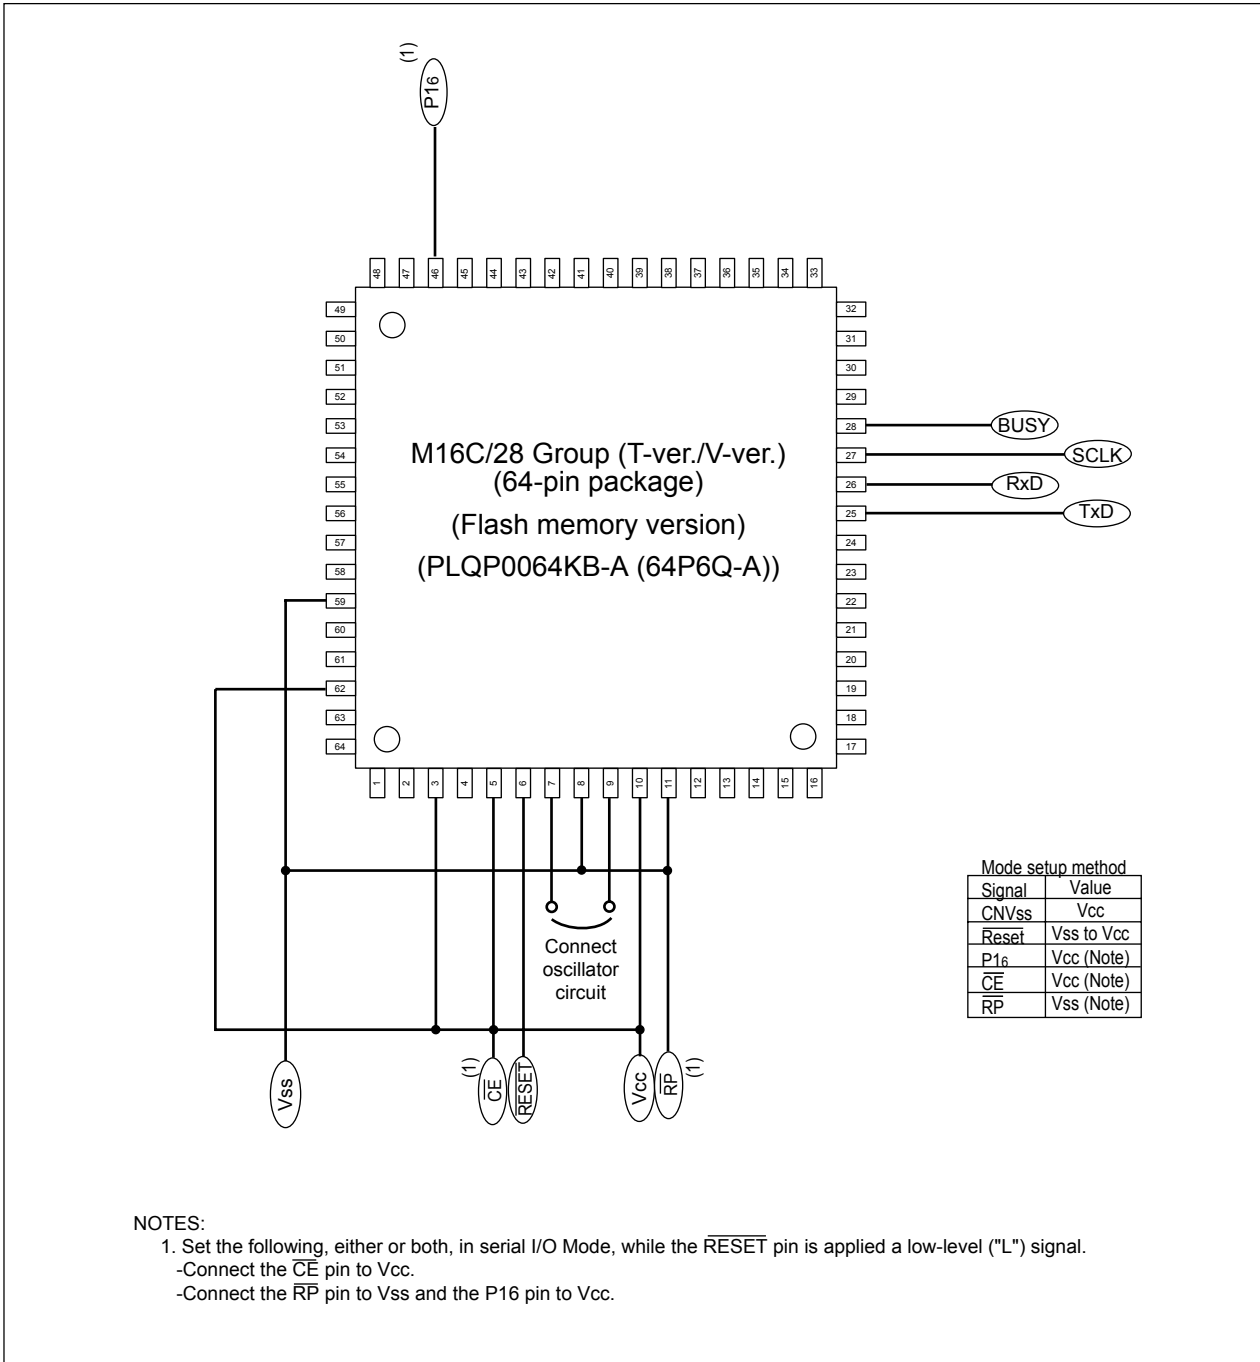 (1)
P16
48 47 46 45 44 43 42 41 40 39 38 37 36 35 34 33
49
50
51
52
53
54
55
56
57
58
59
60
61
62
63
64
32
31
30
29
28
27
26
25
24
23
22
21
20
19
18
17
BUSY
SCLK
RxD
TxD
M16C/28 Group (T-ver./V-ver.)
(64-pin package)
(Flash memory version)
(PLQP0064KB-A (64P6Q-A))
1 2 3 4 5 6 7 8 9 10 11 12 13 14 15 16
Connect
oscillator
circuit
Vss
(1)
CE
RESET
Vcc
RP
(1)
Mode setup method
Signal Value
CNVss Vcc
Reset Vss to Vcc
P16 Vcc (Note)
CE Vcc (Note)
RP Vss (Note)
NOTES:
1. Set the following, either or both, in serial I/O Mode, while the RESET pin is applied a low-level ("L") signal.
-Connect the CE pin to Vcc.
-Connect the RP pin to Vss and the P16 pin to Vcc.